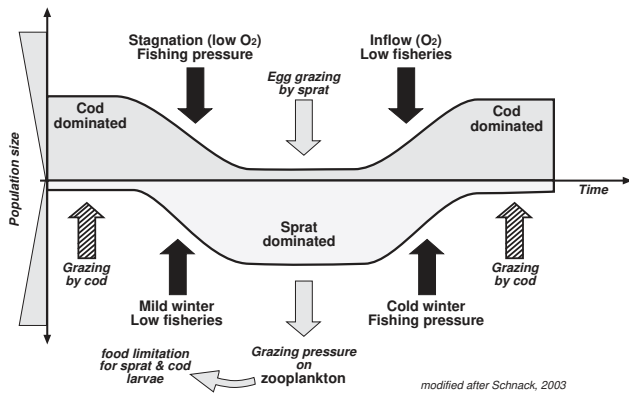 Stagnation (low O2)
Fishing pressure
Inflow (O2)
Low fisheries
Egg grazing
by sprat
Cod
dominated
Cod
dominated
Population size
Time
Sprat
dominated
Grazing
by cod
Grazing
by cod
Mild winter
Low fisheries
Cold winter
Fishing pressure
food limitation
for sprat & cod
larvae
Grazing pressure
on
zooplankton
modified after Schnack, 2003